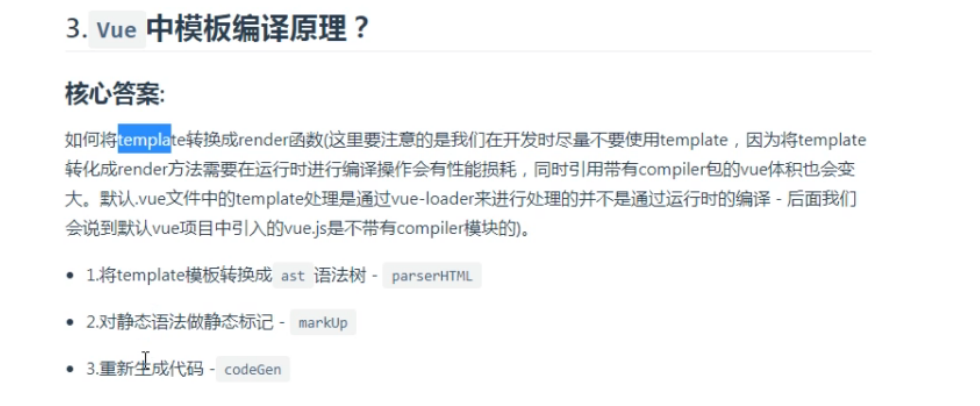 3. Vue 中模板编译原理？
核心答案:
如何将template转换成render函数(这里要注意的是我们在开发时尽量不要使用template，因为将template
转化成render方法需要在运行时进行编译操作会有性能损耗，同时引用带有compiler包的vue体积也会变
大。默认.vue文件中的template处理是通过vue-loader来进行处理的并不是通过运行时的编译 - 后面我们
会说到默认vue项目中引入的vue.js是不带有compiler模块的)。
• 1.将template模板转换成 ast 语法树 - parserHTML
• 2.对静态语法做静态标记 - markUp
• 3.重新生成代码 - codeGen